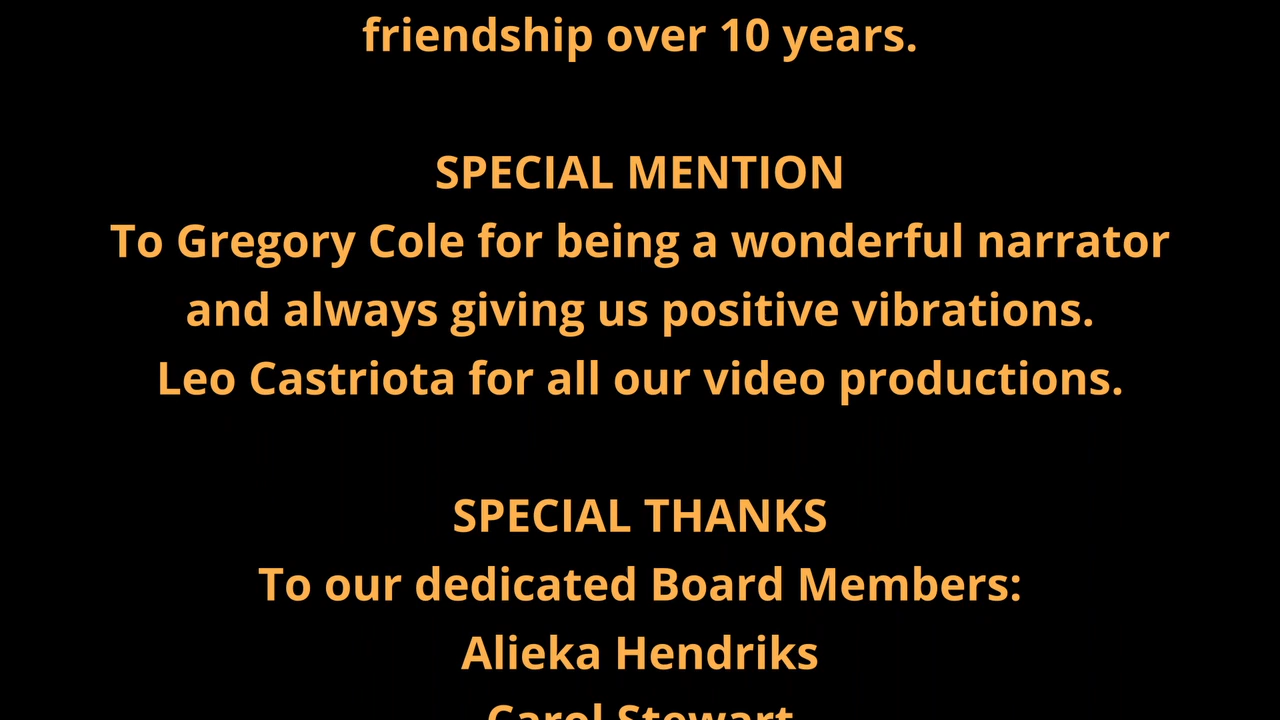 friendship over 10 years.
SPECIAL MENTION
To Gregory Cole for being a wonderful narrator
and always giving us positive vibrations.
Leo Castriota for all our video productions.
SPECIAL THANKS
To our dedicated Board Members:
Alieka Hendriks
Carol Stewart